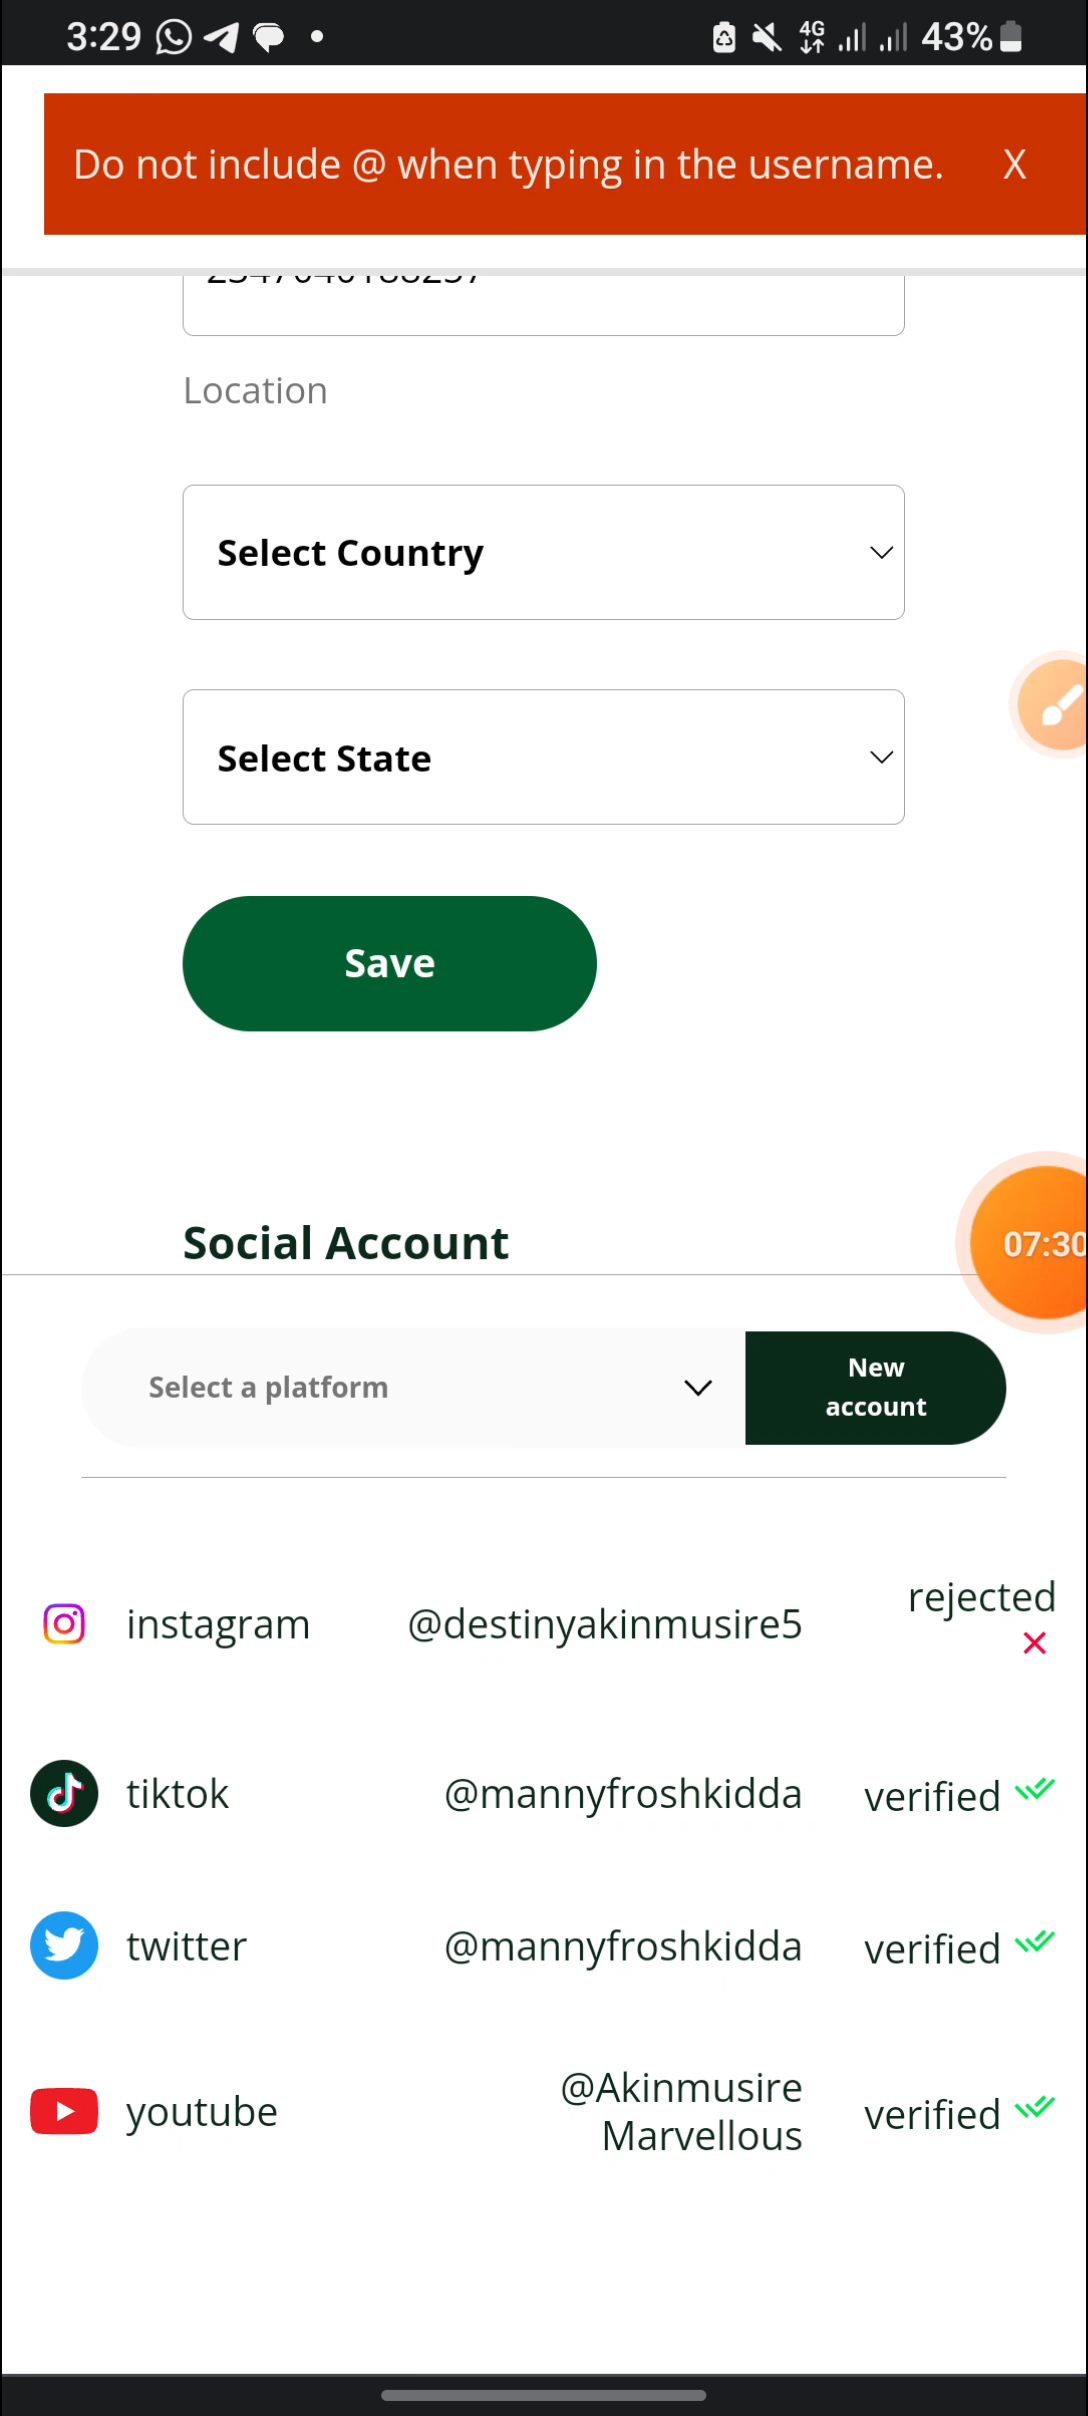 3:29
4G
43%
Do not include @ when typing in the username.
X
Location
Select Country
Select State
Save
Social Account
07:30
Select a platform
New
account
instagram @destinyakinmusire5 rejected
tiktok @mannyfroshkidda verified
twitter @mannyfroshkidda verified
youtube @Akinmusire
Marvellous verified